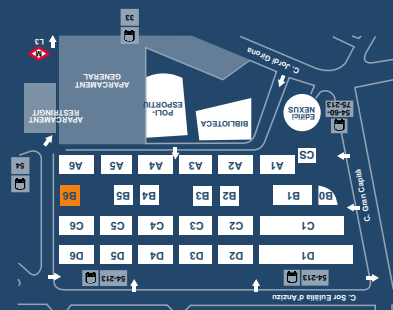 33
L3
C. Jordi Girona
APARCAMENT
GENERAL
POLI-
ESPORTIU
BIBLIOTECA
Edifici
NEXUS
54-60-
75-213
APARCAMENT
RESTRINGIT
54
A6 A5 A4 A3 A2 A1 CS
B6 B5 B4 B3 B2 B1 B0
C6 C5 C4 C3 C2 C1
D6 D5 D4 D3 D2 D1
C. Gran Capità
54-213 54-213
C. Sor Eulàlia d'Anzizu